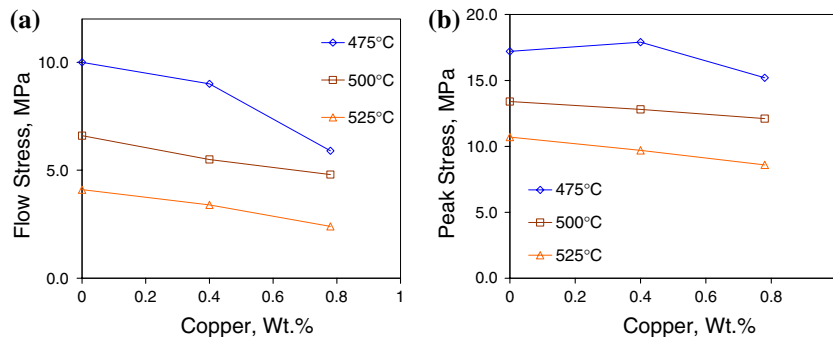 (a)
Flow Stress, MPa
10.0
5.0
0.0
475°C
500°C
525°C
0 0.2 0.4 0.6 0.8 1
Copper, Wt.%
(b)
Peak Stress, MPa
20.0
15.0
10.0
5.0
0.0
475°C
500°C
525°C
0 0.2 0.4 0.6 0.8
Copper, Wt.%